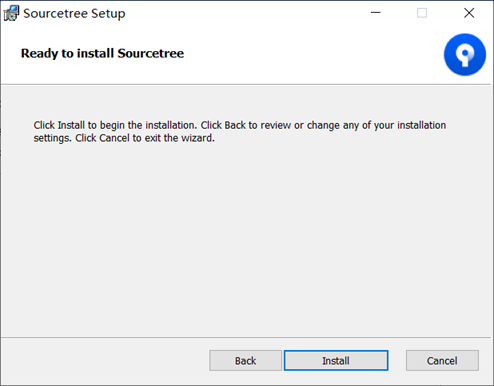 Sourcetree Setup
Ready to install Sourcetree
Click Install to begin the installation. Click Back to review or change any of your installation
settings. Click Cancel to exit the wizard.
Back
Install
Cancel